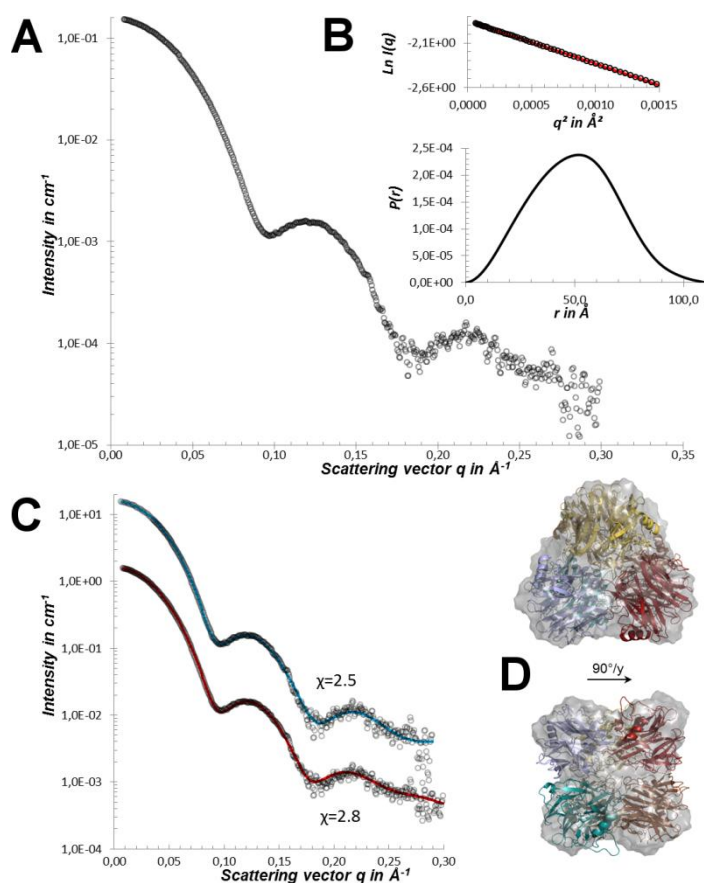 A
1,0E-01
1,0E-02
1,0E-03
1,0E-04
1,0E-05
Intensity in cm⁻¹
0,00 0,05 0,10 0,15 0,20 0,25 0,30 0,35
Scattering vector q in Å⁻¹
B
-2,1E+00
-2,6E+00
Ln I(q)
0,0000 0,0005 0,0010 0,0015
q² in Å²
2,5E-04
2,0E-04
1,5E-04
1,0E-04
5,0E-05
0,0E+00
P(r)
0,0 50,0 100,0
r in Å
C
1,0E+01
1,0E+00
1,0E-01
1,0E-02
1,0E-03
1,0E-04
Intensity in cm⁻¹
χ=2.5
χ=2.8
0,00 0,05 0,10 0,15 0,20 0,25 0,30
Scattering vector q in Å⁻¹
D
90°/y